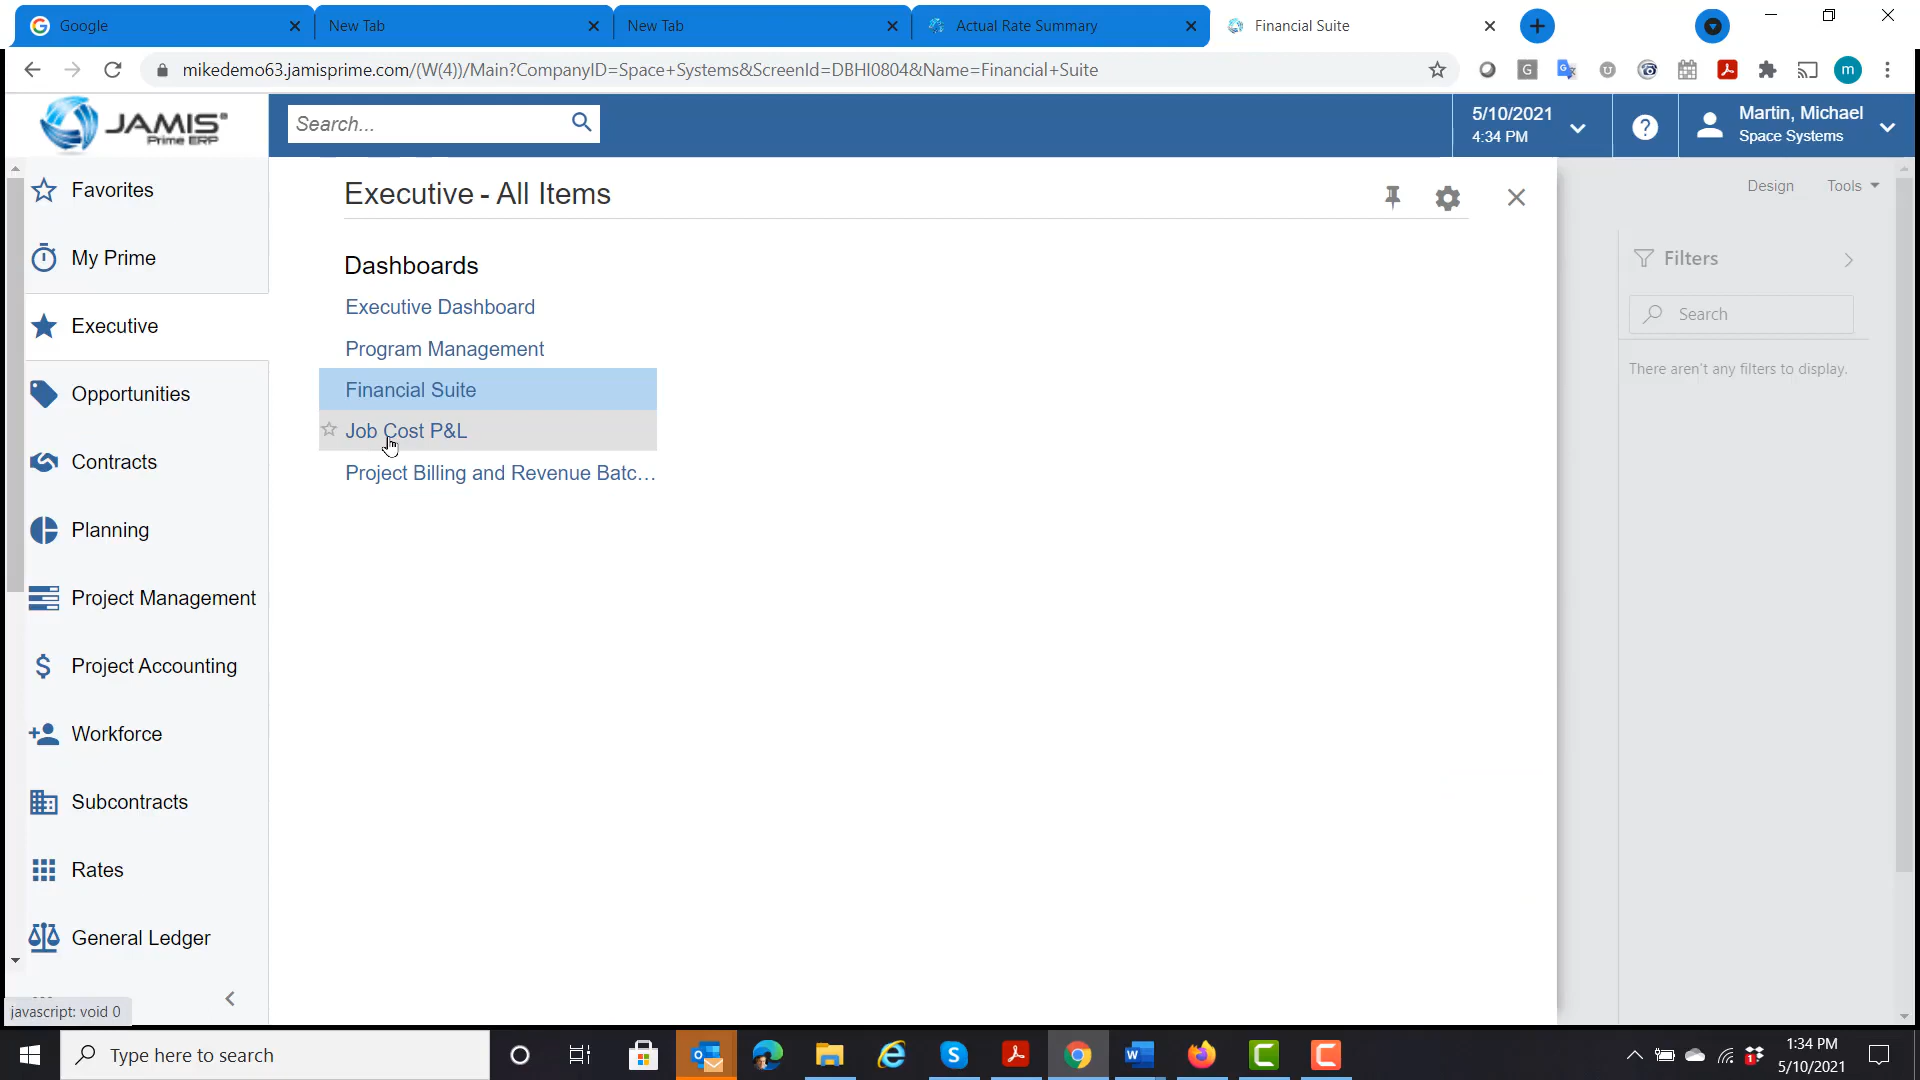 Google
New Tab
New Tab
Actual Rate Summary
Financial Suite
mikedemo63.jamisprime.com/(W(4))/Main?CompanyID=Space+Systems&ScreenId=DBHI0804&Name=Financial+Suite
m
JAMIS
Prime ERP
Search...
5/10/2021
4:34 PM
Martin, Michael
Space Systems
Favorites
My Prime
Executive
Opportunities
Contracts
Planning
Project Management
Project Accounting
Workforce
Subcontracts
Rates
General Ledger
Executive - All Items
Dashboards
Executive Dashboard
Program Management
Financial Suite
Job Cost P&L
Project Billing and Revenue Batc...
Design
Tools
Filters
Search
There aren't any filters to display.
javascript: void 0
Type here to search
1:34 PM
5/10/2021